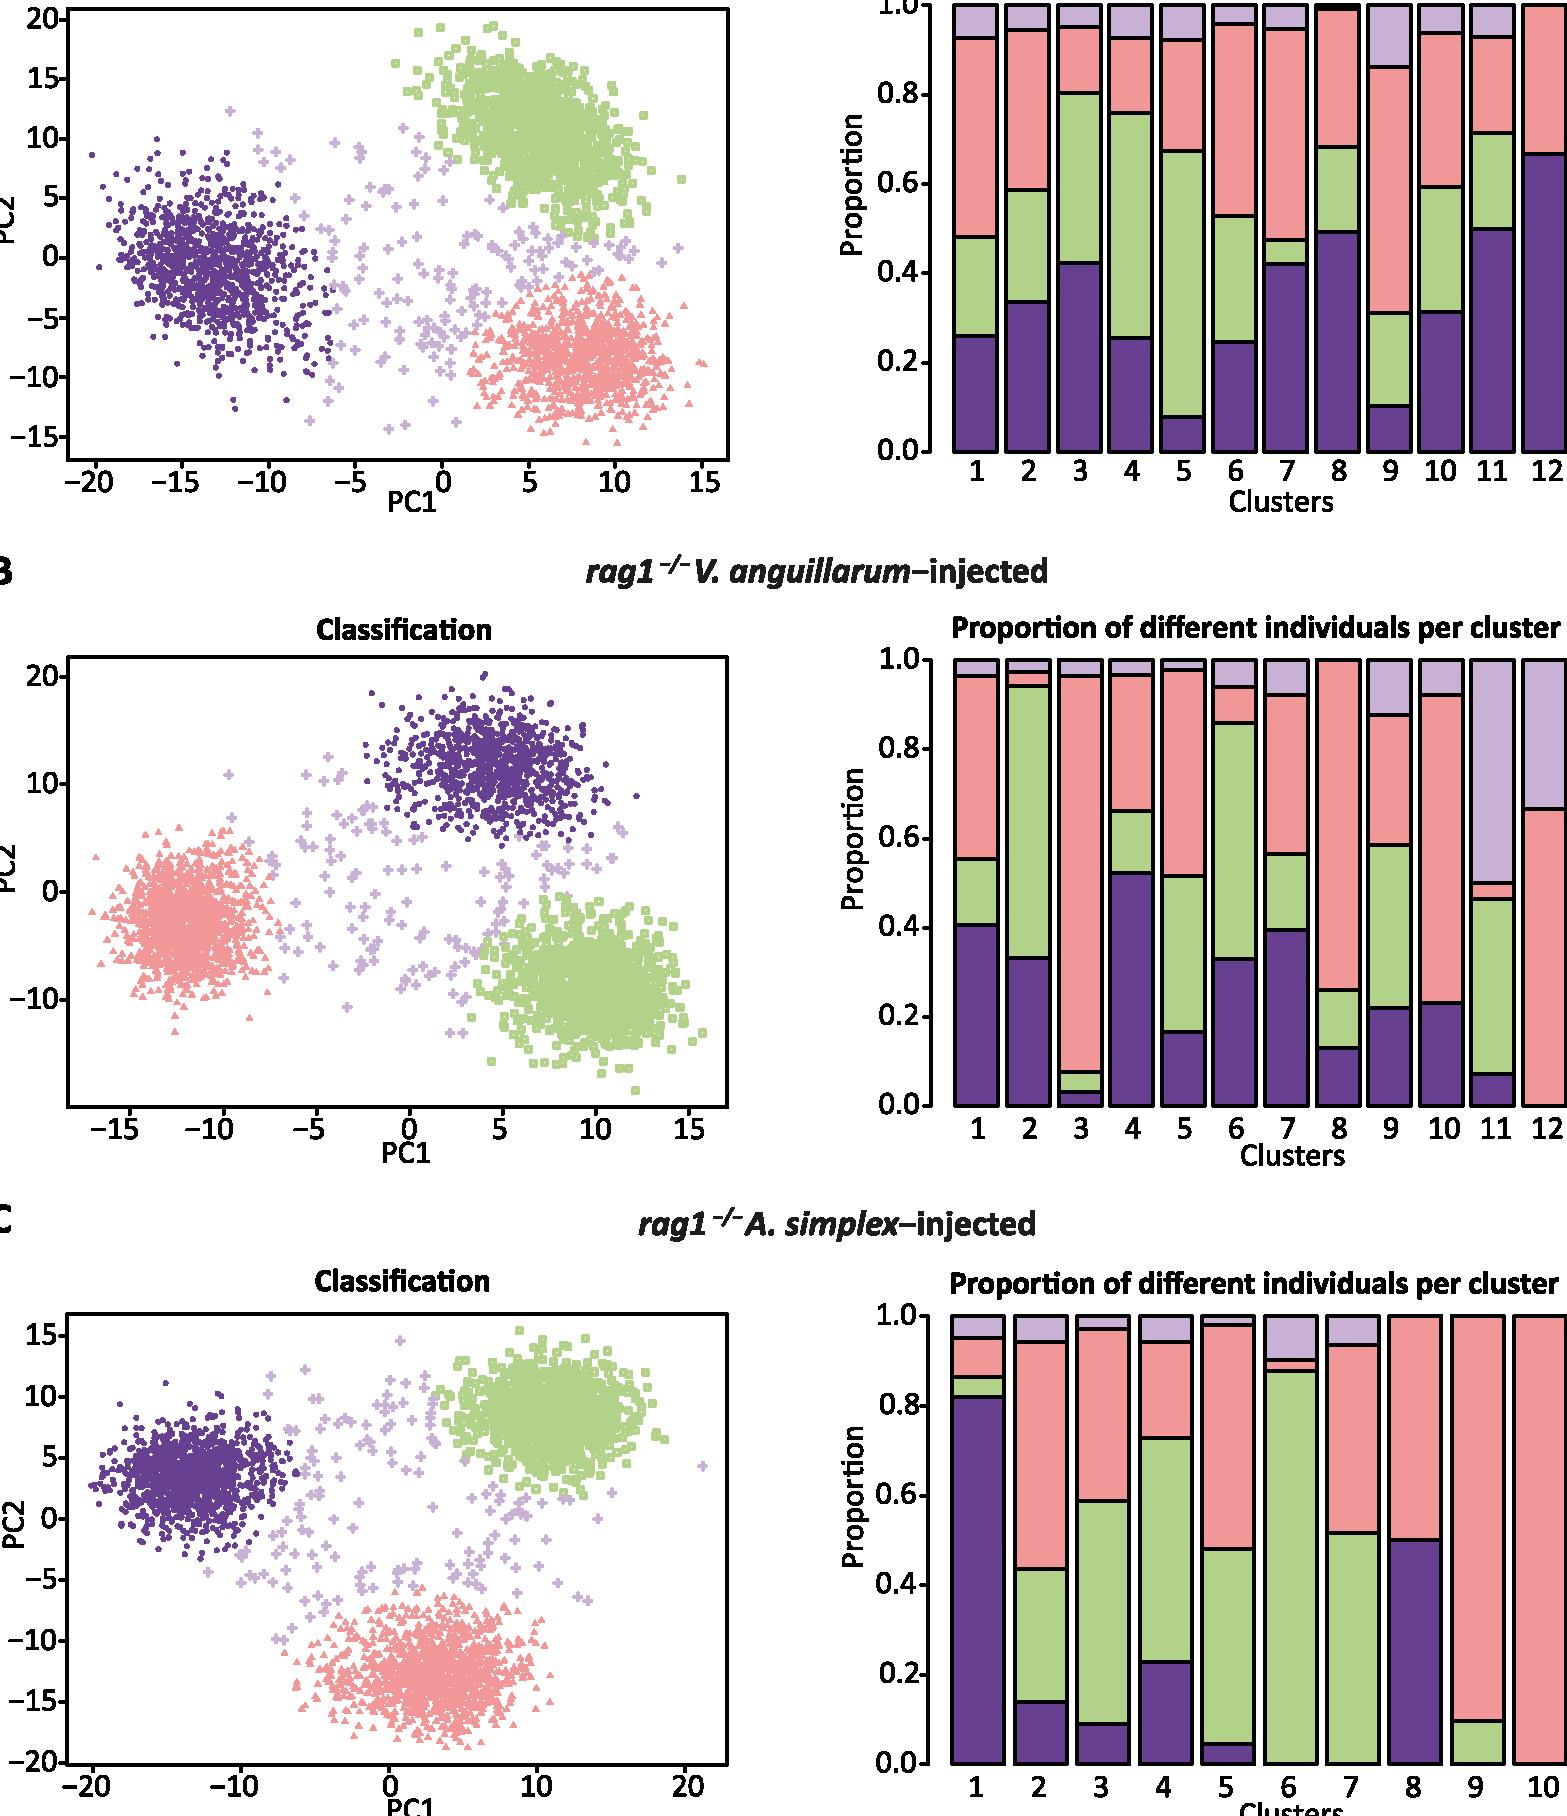 20
15
10
5
0
−5
−10
−15
PC2
−20 −15 −10 −5 0 5 10 15
PC1
1.0
0.8
0.6
0.4
0.2
0.0
Proportion
1 2 3 4 5 6 7 8 9 10 11 12
Clusters
B
rag1 −/− V. anguillarum−injected
Classification
20
10
0
−10
PC2
−15 −10 −5 0 5 10 15
PC1
Proportion of different individuals per cluster
1.0
0.8
0.6
0.4
0.2
0.0
Proportion
1 2 3 4 5 6 7 8 9 10 11 12
Clusters
C
rag1 −/− A. simplex−injected
Classification
15
10
5
0
−5
−10
−15
−20
PC2
−20 −10 0 10 20
PC1
Proportion of different individuals per cluster
1.0
0.8
0.6
0.4
0.2
0.0
Proportion
1 2 3 4 5 6 7 8 9 10
Clusters